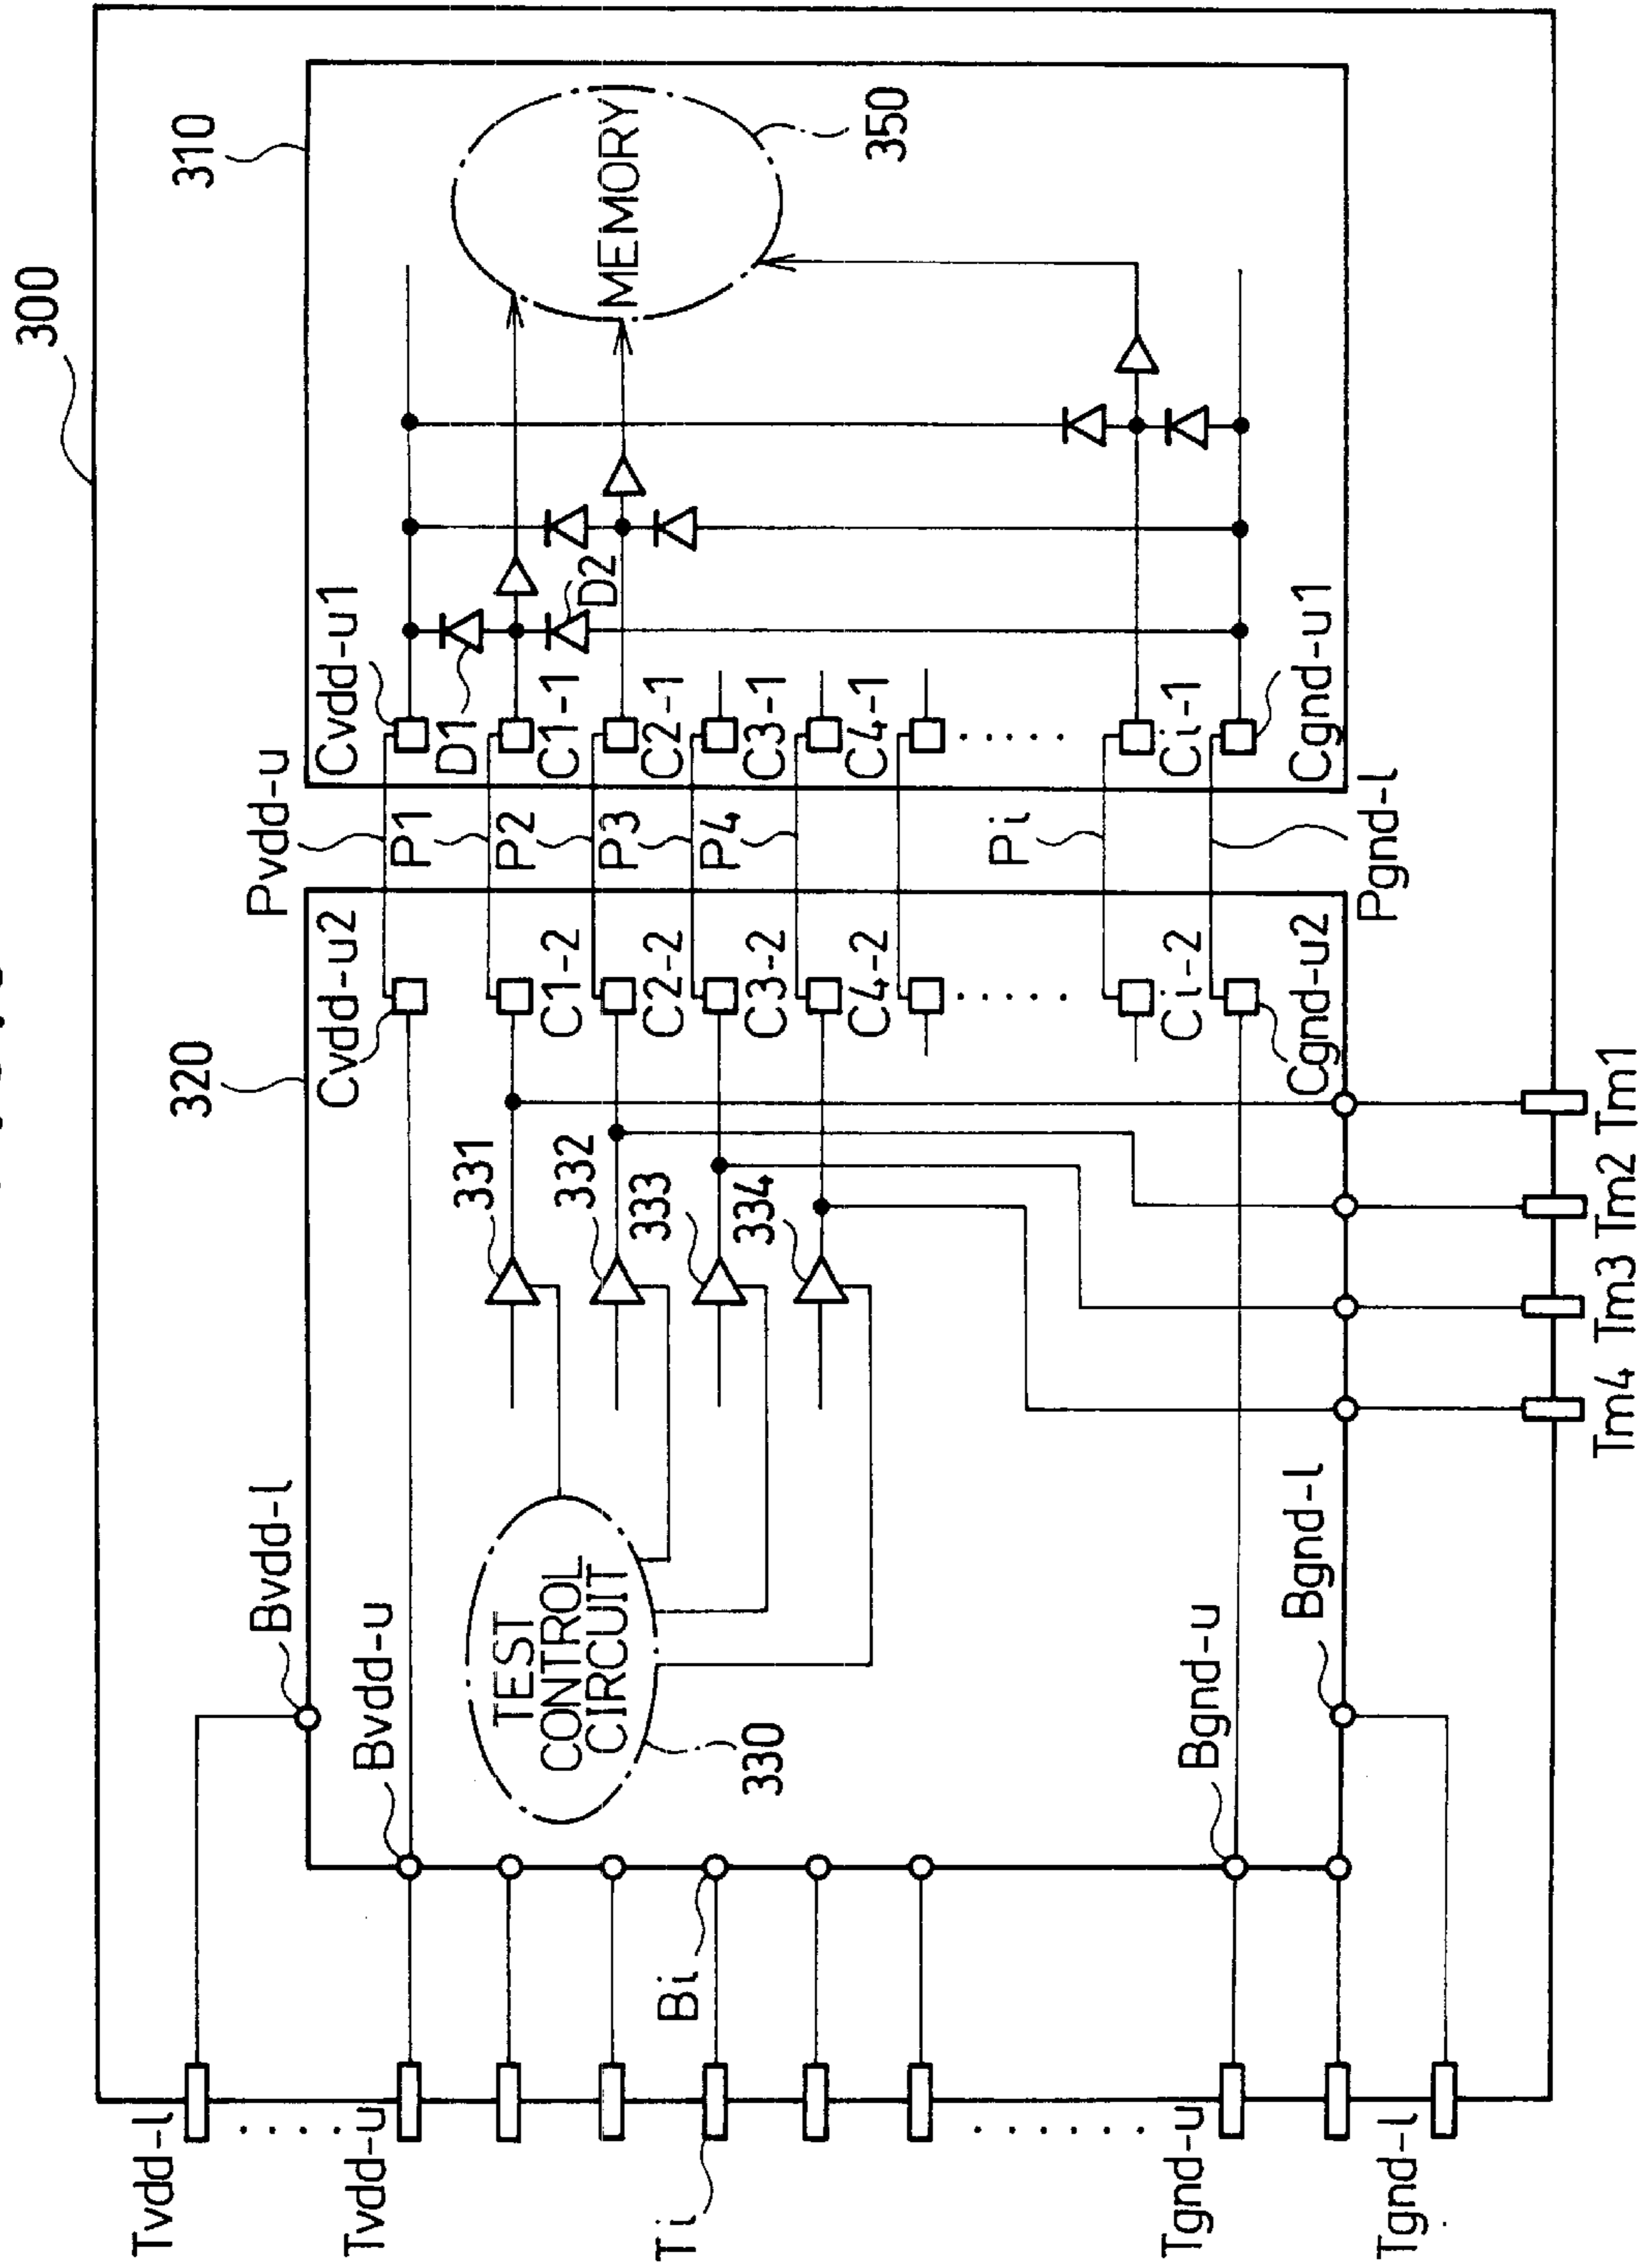 300
310
MEMORY
350
Cvdd-u1
D1
D2
C1-1
C2-1
C3-1
C4-1
Ci-1
Cgnd-u1
Pvdd-u
P1
P2
P3
P4
Pi
Pgnd-l
320
Cvdd-u2
C1-2
C2-2
C3-2
C4-2
Ci-2
Cgnd-u2
331
332
333
334
Tm1
Tm2
Tm3
Tm4
TEST
CONTROL
CIRCUIT
330
Bvdd-l
Bvdd-u
Bgnd-u
Bgnd-l
Bi
Tvdd-l
Tvdd-u
Ti
Tgnd-u
Tgnd-l